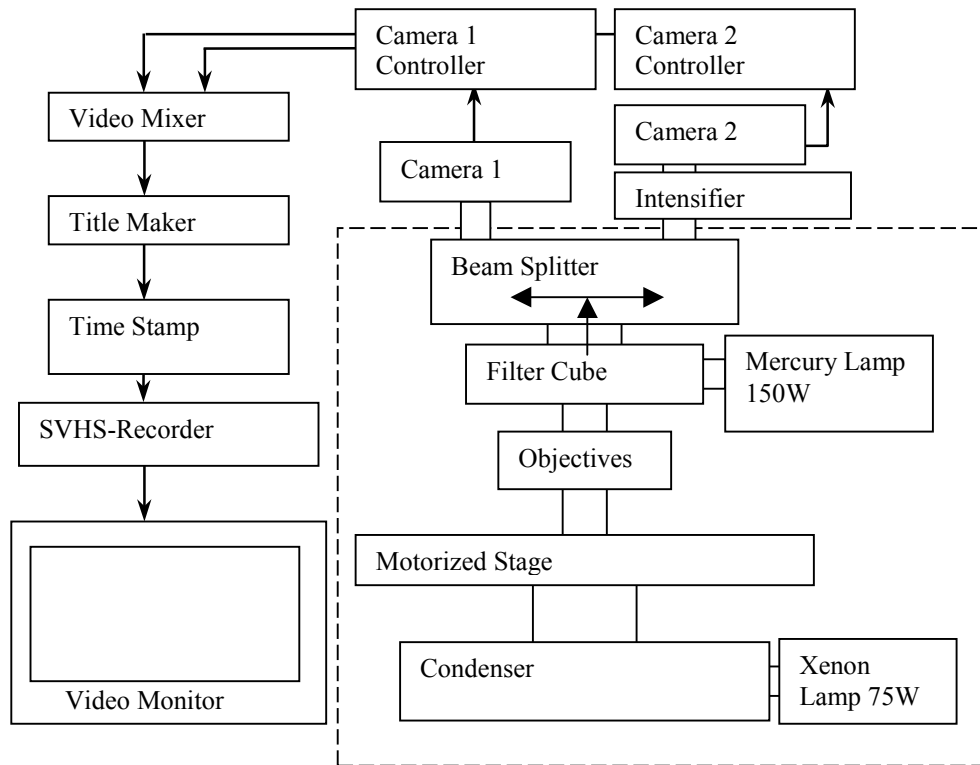 Camera 1
Controller
Camera 2
Controller
Video Mixer
Camera 2
Camera 1
Intensifier
Title Maker
Beam Splitter
Time Stamp
Filter Cube
Mercury Lamp
150W
SVHS-Recorder
Objectives
Motorized Stage
Condenser
Xenon
Lamp 75W
Video Monitor